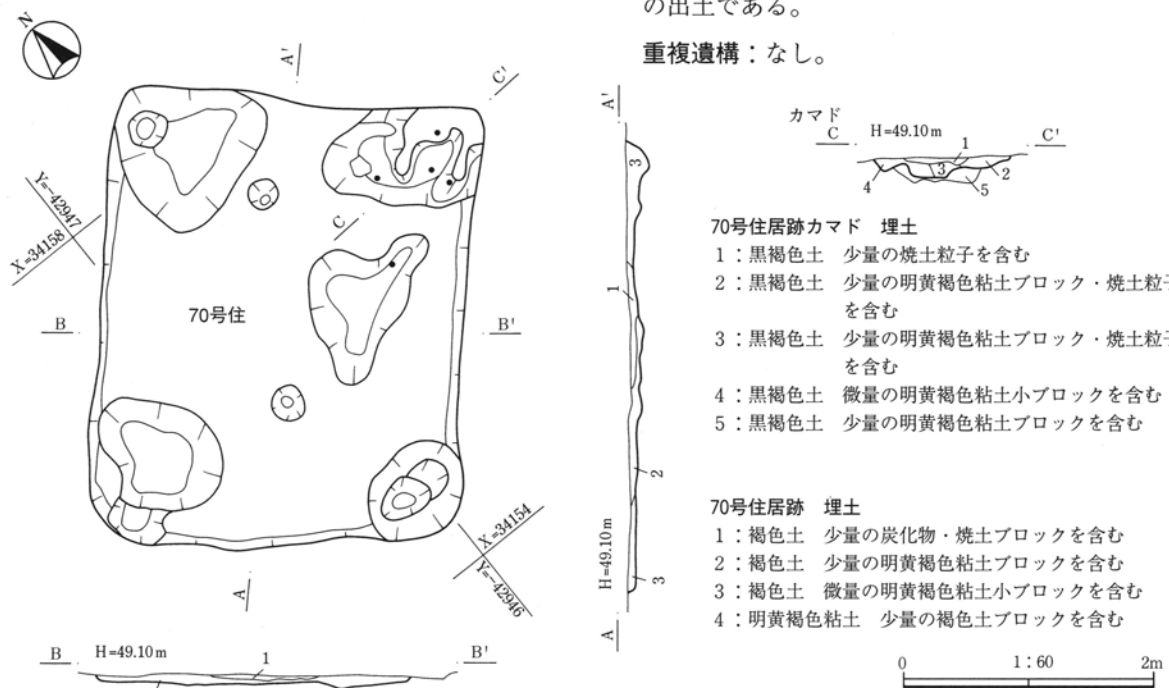 の出土である。
重複遺構：なし。
N
A'
C'
Y=-42947
X=34158
C
70号住
B
B'
X=34154
Y=-42946
A
B
H=49.10m
1
B'
A'
3
1
2
3
H=49.10m
A
カマド
C
H=49.10m
C'
1
2
3
4
5
70号住居跡カマド　埋土
1：黒褐色土　少量の焼土粒子を含む
2：黒褐色土　少量の明黄褐色粘土ブロック・焼土粒子
を含む
3：黒褐色土　少量の明黄褐色粘土ブロック・焼土粒子
を含む
4：黒褐色土　微量の明黄褐色粘土小ブロックを含む
5：黒褐色土　少量の明黄褐色粘土ブロックを含む
70号住居跡　埋土
1：褐色土　少量の炭化物・焼土ブロックを含む
2：褐色土　少量の明黄褐色粘土ブロックを含む
3：褐色土　微量の明黄褐色粘土小ブロックを含む
4：明黄褐色粘土　少量の褐色土ブロックを含む
0
1：60
2m